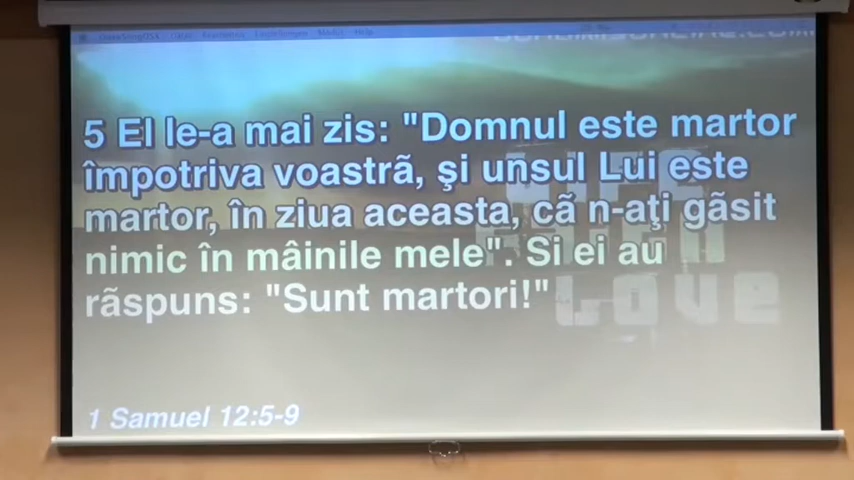 5 El le-a mai zis: "Domnul este martor
împotriva voastrã, şi unsul Lui este
martor, în ziua aceasta, cã n-aţi gãsit
nimic în mâinile mele". Si ei au
rãspuns: "Sunt martori!"
Love
1 Samuel 12:5-9